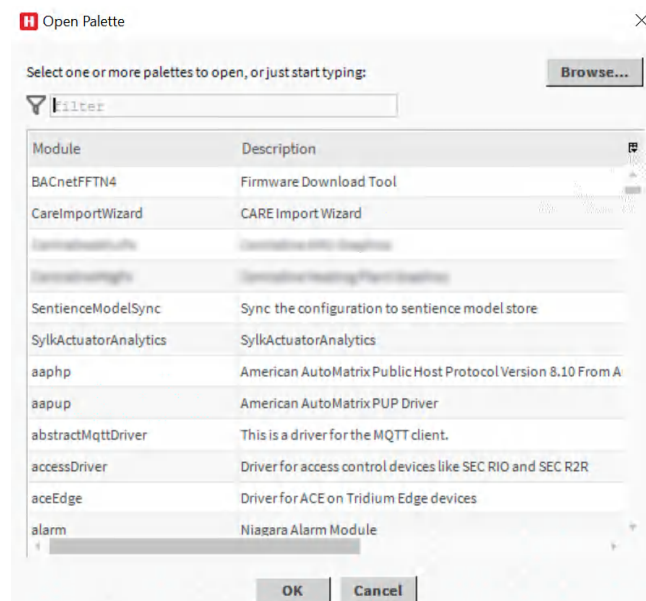 H Open Palette
Select one or more palettes to open, or just start typing:
Browse...
filter
Module Description
BACnetFFTN4 Firmware Download Tool
CareImportWizard CARE Import Wizard
SentienceModelSync Sync the configuration to sentience model store
SylkActuatorAnalytics SylkActuatorAnalytics
aaphp American AutoMatrix Public Host Protocol Version 8.10 From A
aapup American AutoMatrix PUP Driver
abstractMqttDriver This is a driver for the MQTT client.
accessDriver Driver for access control devices like SEC RIO and SEC R2R
aceEdge Driver for ACE on Tridium Edge devices
alarm Niagara Alarm Module
OK Cancel